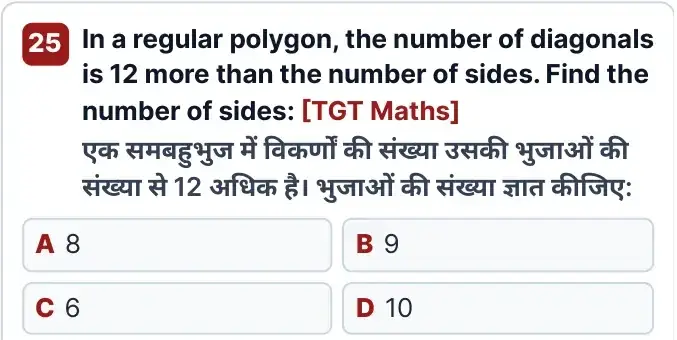 25 In a regular polygon, the number of diagonals
is 12 more than the number of sides. Find the
number of sides: [TGT Maths]
एक समबहुभुज में विकर्णों की संख्या उसकी भुजाओं की
संख्या से 12 अधिक है। भुजाओं की संख्या ज्ञात कीजिए:
A 8
B 9
C 6
D 10